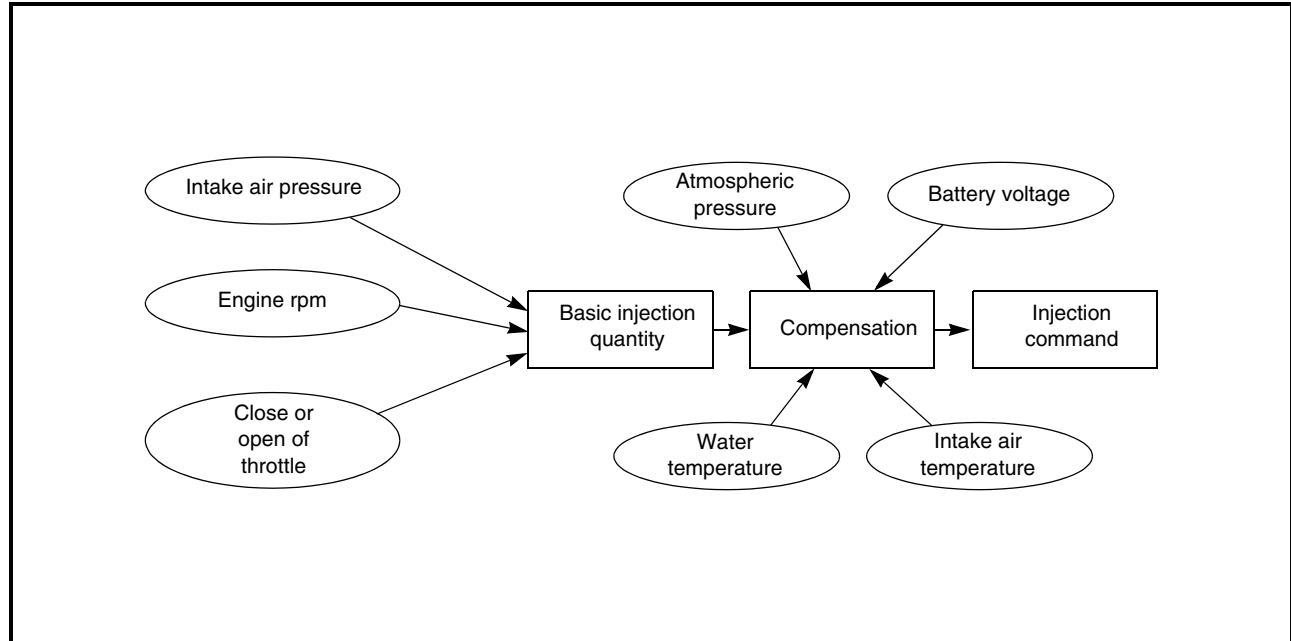 Intake air pressure
Engine rpm
Close or
open of
throttle
Basic injection
quantity
Atmospheric
pressure
Battery voltage
Compensation
Water
temperature
Intake air
temperature
Injection
command